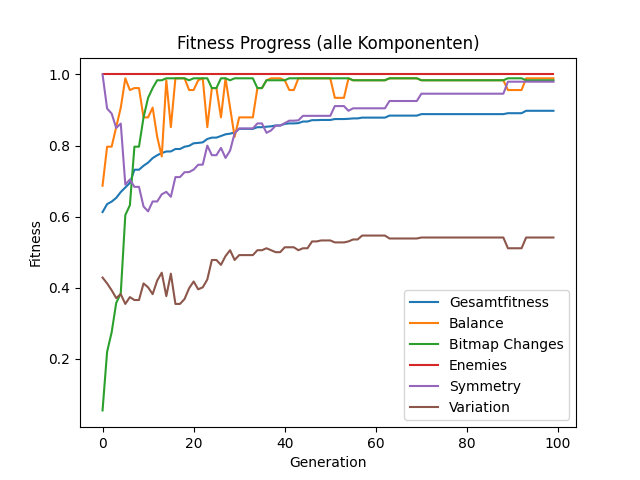 Fitness Progress (alle Komponenten)
1.0
0.8
0.6
0.4
0.2
Fitness
0 20 40 60 80 100
Generation
Gesamtfitness
Balance
Bitmap Changes
Enemies
Symmetry
Variation